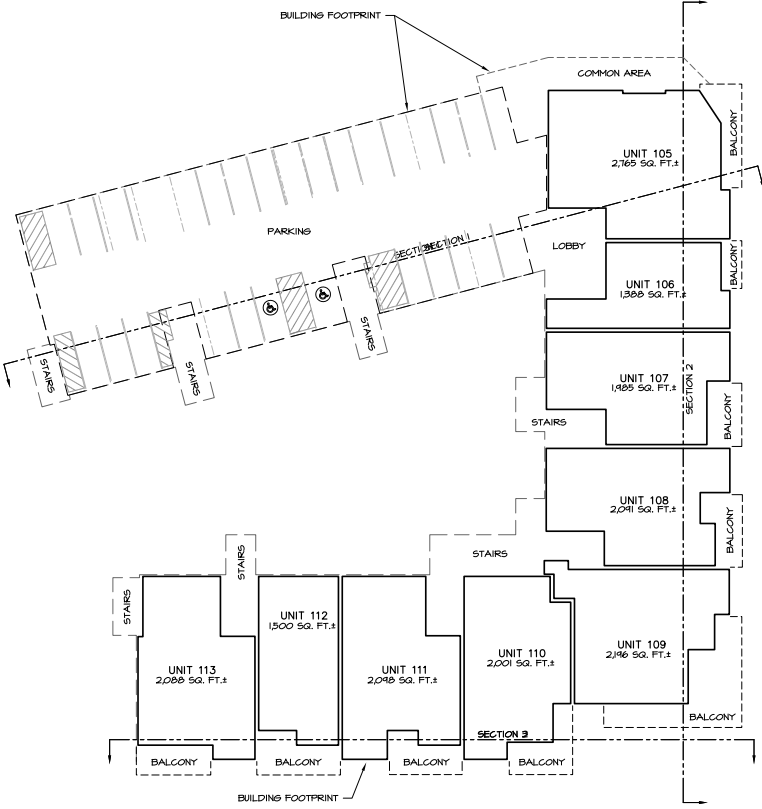 BUILDING FOOTPRINT
COMMON AREA
BALCONY
UNIT 105
2,765 SQ. FT.±
PARKING
SECTION 1
LOBBY
BALCONY
UNIT 106
1,388 SQ. FT.±
STAIRS
STAIRS
STAIRS
UNIT 107
1,985 SQ. FT.±
SECTION 2
BALCONY
STAIRS
UNIT 108
2,091 SQ. FT.±
BALCONY
STAIRS
STAIRS
STAIRS
UNIT 112
1,500 SQ. FT.±
UNIT 109
2,196 SQ. FT.±
UNIT 110
2,001 SQ. FT.±
UNIT 113
2,088 SQ. FT.±
UNIT 111
2,098 SQ. FT.±
BALCONY
SECTION 3
BALCONY
BALCONY
BALCONY
BALCONY
BUILDING FOOTPRINT